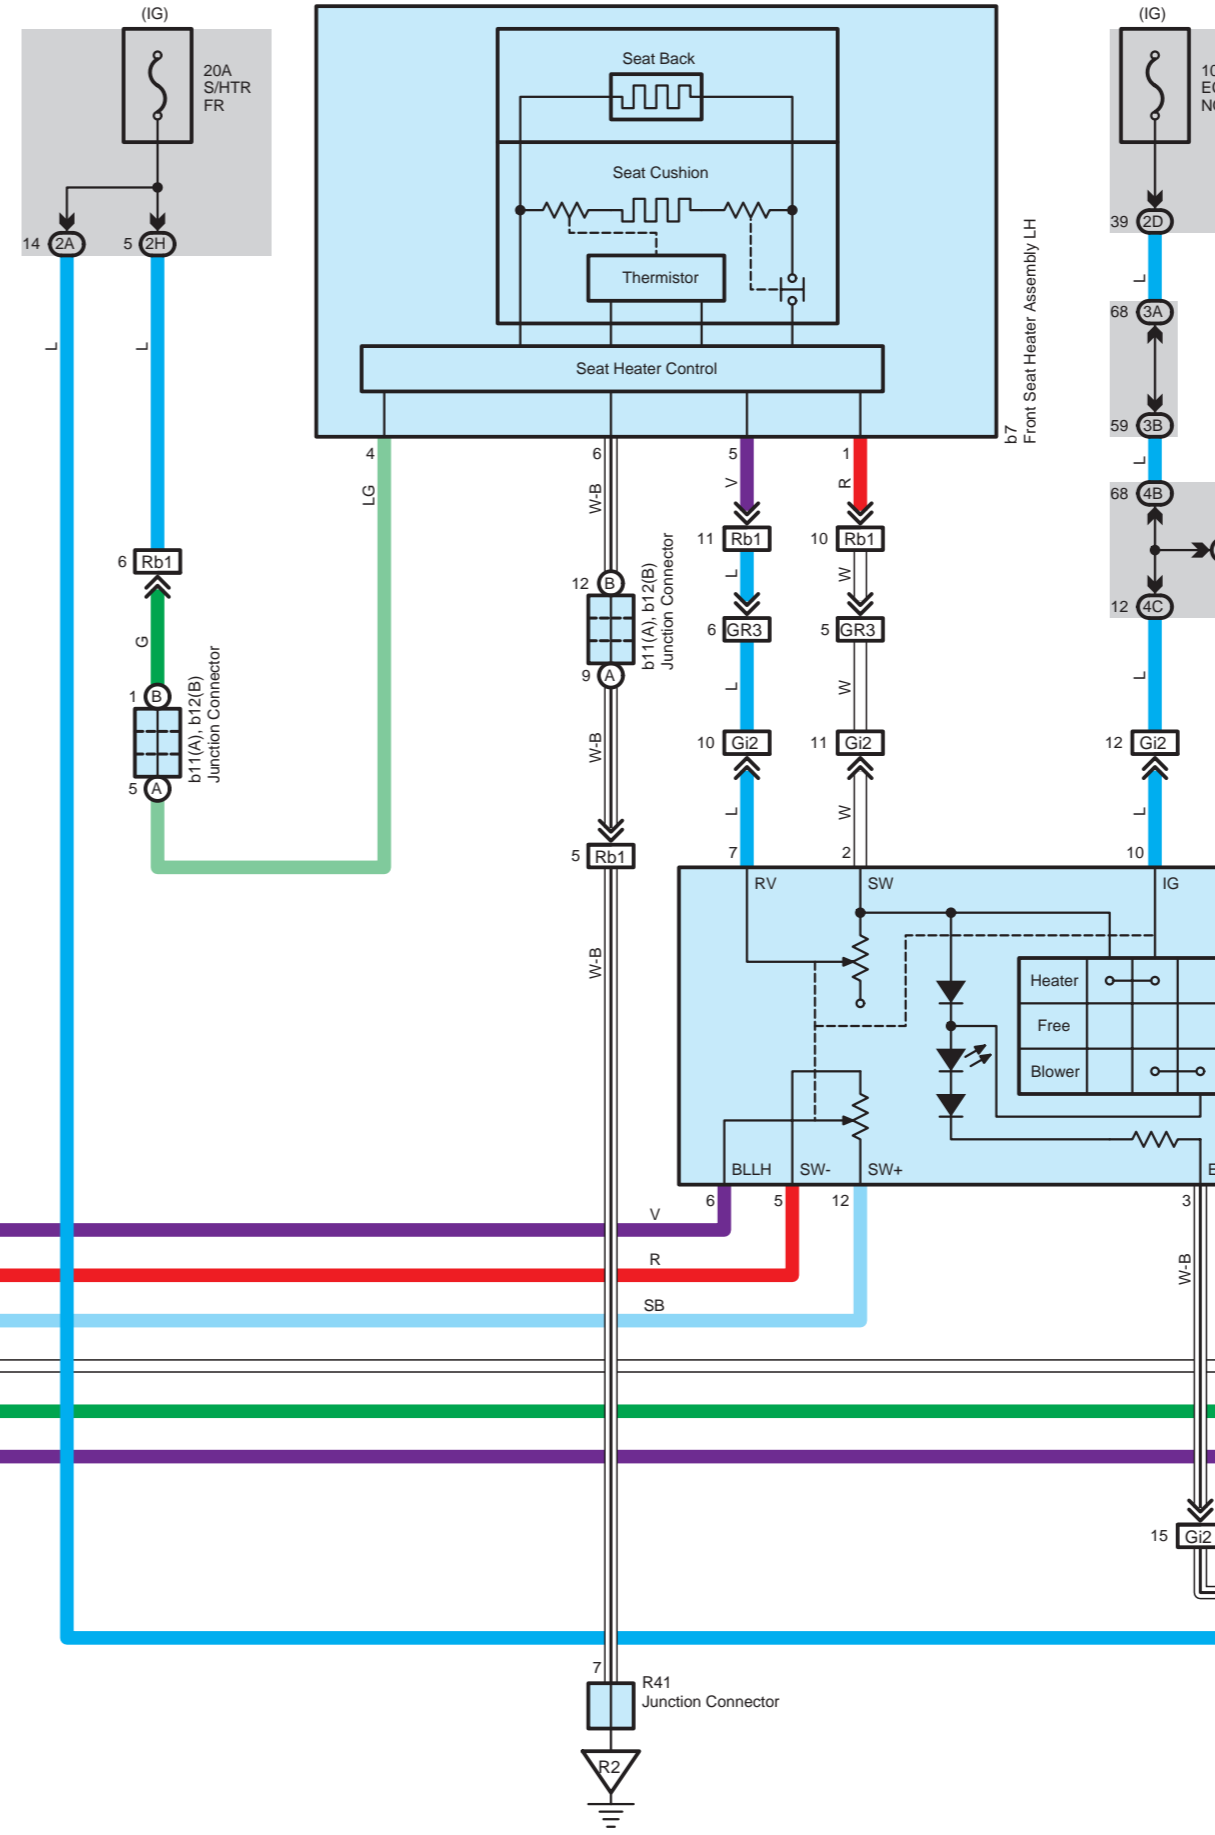 (IG)
20A
S/HTR
FR
14 2A
5 2H
L
L
6 Rb1
G
1 B
b11(A), b12(B)
Junction Connector
5 A
Seat Back
Seat Cushion
Thermistor
Seat Heater Control
b7
Front Seat Heater Assembly LH
4
6
5
1
LG
W-B
V
R
12 B
b11(A), b12(B)
Junction Connector
9 A
W-B
5 Rb1
W-B
11 Rb1
10 Rb1
L
W
6 GR3
5 GR3
L
W
10 Gi2
11 Gi2
L
W
7
2
(IG)
39 2D
L
68 3A
59 3B
L
68 4B
12 4C
L
12 Gi2
L
10
RV
SW
IG
Heater
Free
Blower
BLLH
SW-
SW+
6
5
12
3
V
R
SB
W-B
15 Gi2
7
R41
Junction Connector
R2